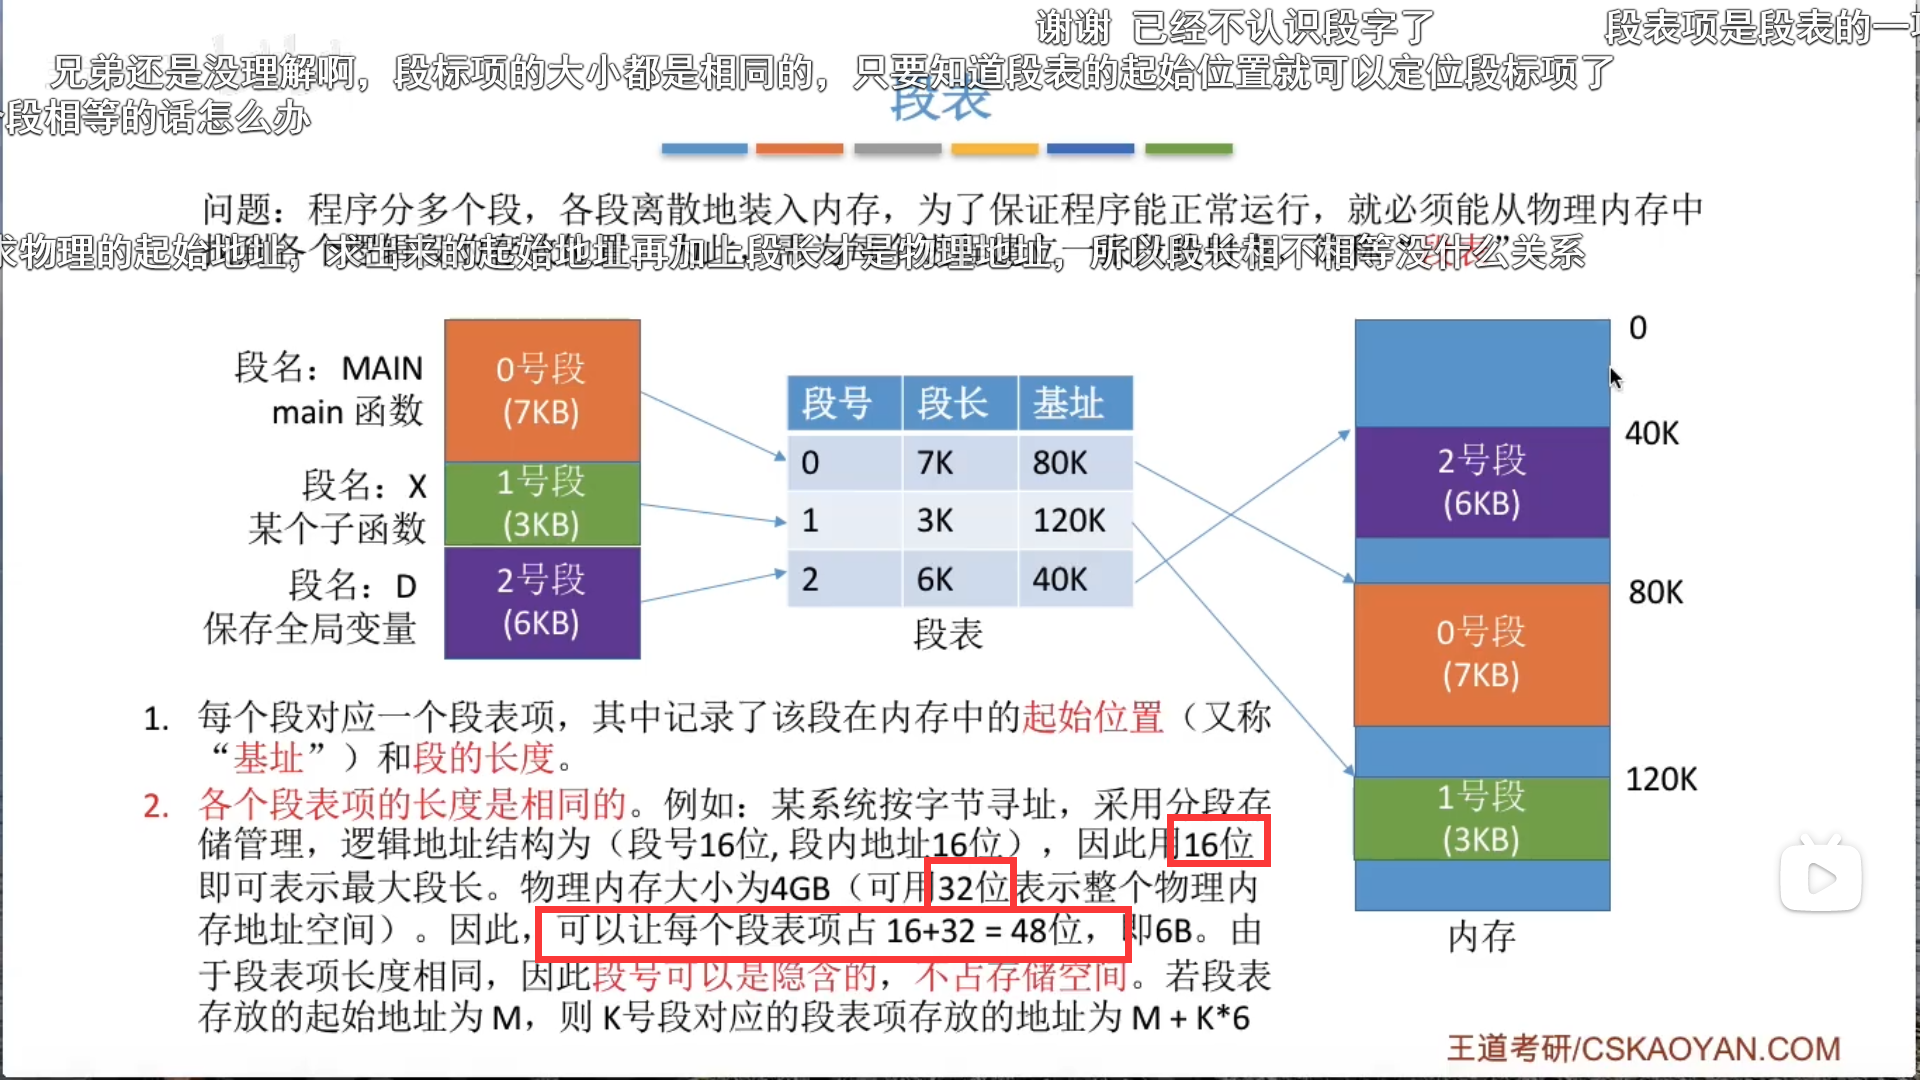 谢谢 已经不认识段字了
段表项是段表的一项
兄弟还是没理解啊，段标项的大小都是相同的，只要知道段表的起始位置就可以定位段标项了
段表
个段相等的话怎么办
问题：程序分多个段，各段离散地装入内存，为了保证程序能正常运行，就必须能从物理内存中
求物理的起始地址，求出来的起始地址再加上段长才是物理地址，所以段长相不相等没什么关系
段名：MAIN
main 函数
0号段
(7KB)
段名：X
某个子函数
1号段
(3KB)
段名：D
保存全局变量
2号段
(6KB)
段号 段长 基址
0 7K 80K
1 3K 120K
2 6K 40K
段表
0
40K
2号段
(6KB)
80K
0号段
(7KB)
120K
1号段
(3KB)
内存
1. 每个段对应一个段表项，其中记录了该段在内存中的起始位置（又称
“基址”）和段的长度。
2. 各个段表项的长度是相同的。例如：某系统按字节寻址，采用分段存
储管理，逻辑地址结构为（段号16位, 段内地址16位），因此用16位
即可表示最大段长。物理内存大小为4GB（可用32位表示整个物理内
存地址空间）。因此，可以让每个段表项占 16+32 = 48位，即6B。由
于段表项长度相同，因此段号可以是隐含的，不占存储空间。若段表
存放的起始地址为 M，则 K号段对应的段表项存放的地址为 M + K*6
王道考研/CSKAOYAN.COM